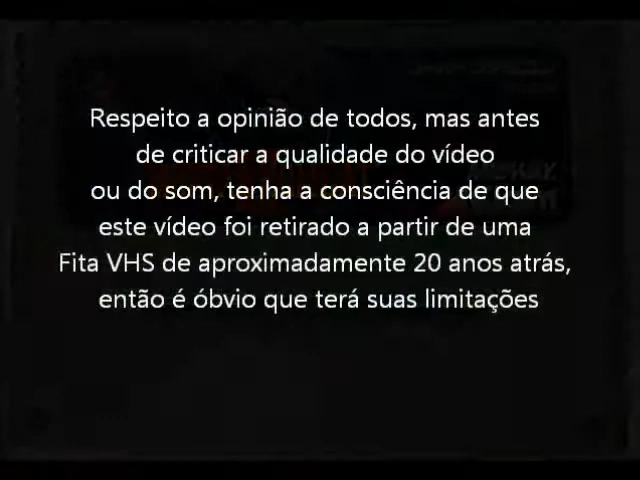 Respeito a opinião de todos, mas antes
de criticar a qualidade do vídeo
ou do som, tenha a consciência de que
este vídeo foi retirado a partir de uma
Fita VHS de aproximadamente 20 anos atrás,
então é óbvio que terá suas limitações